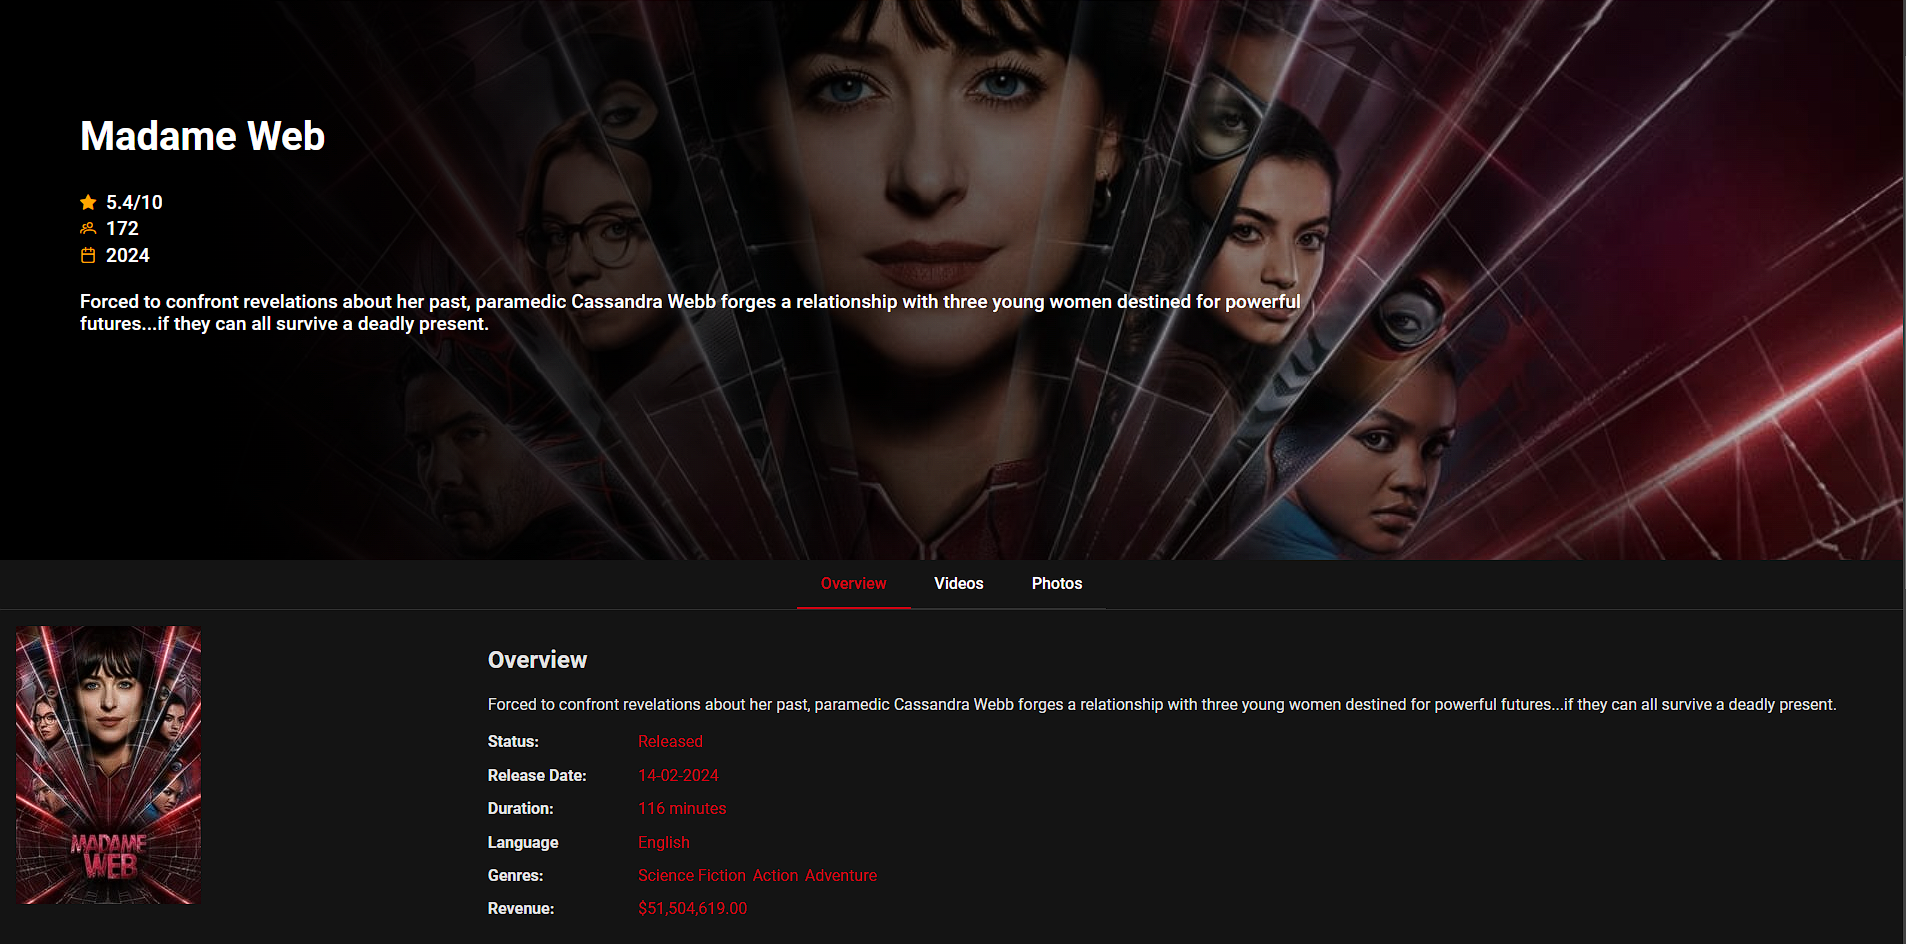 Madame Web
5.4/10
172
2024
Forced to confront revelations about her past, paramedic Cassandra Webb forges a relationship with three young women destined for powerful
futures...if they can all survive a deadly present.
Overview Videos Photos
MADAME
WEB
Overview
Forced to confront revelations about her past, paramedic Cassandra Webb forges a relationship with three young women destined for powerful futures...if they can all survive a deadly present.
Status: Released
Release Date: 14-02-2024
Duration: 116 minutes
Language English
Genres: Science Fiction Action Adventure
Revenue: $51,504,619.00